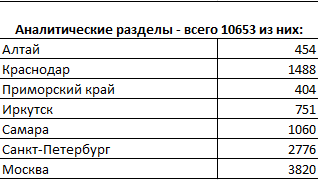 Аналитические разделы - всего 10653 из них:
Алтай 454
Краснодар 1488
Приморский край 404
Иркутск 751
Самара 1060
Санкт-Петербург 2776
Москва 3820